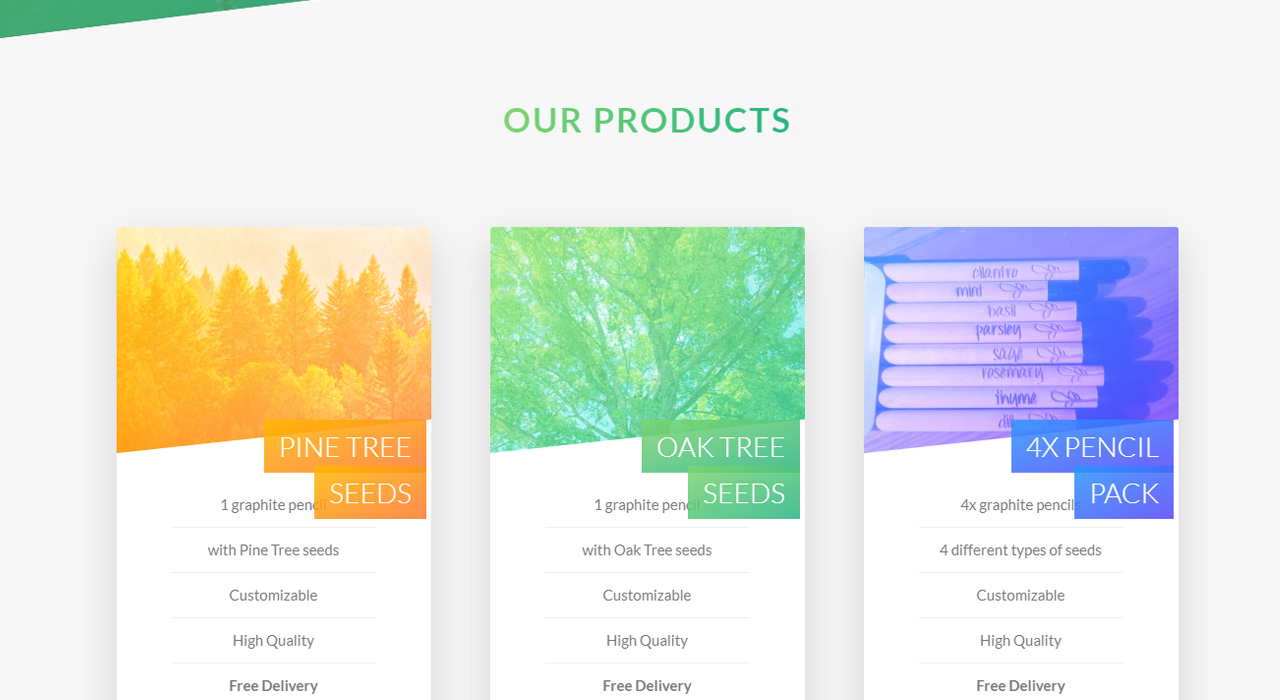 OUR PRODUCTS
PINE TREE
SEEDS
1 graphite pencil
with Pine Tree seeds
Customizable
High Quality
Free Delivery
OAK TREE
SEEDS
1 graphite pencil
with Oak Tree seeds
Customizable
High Quality
Free Delivery
cilantro
mint
basil
parsley
sage
rosemary
thyme
dill
4X PENCIL
PACK
4x graphite pencils
4 different types of seeds
Customizable
High Quality
Free Delivery